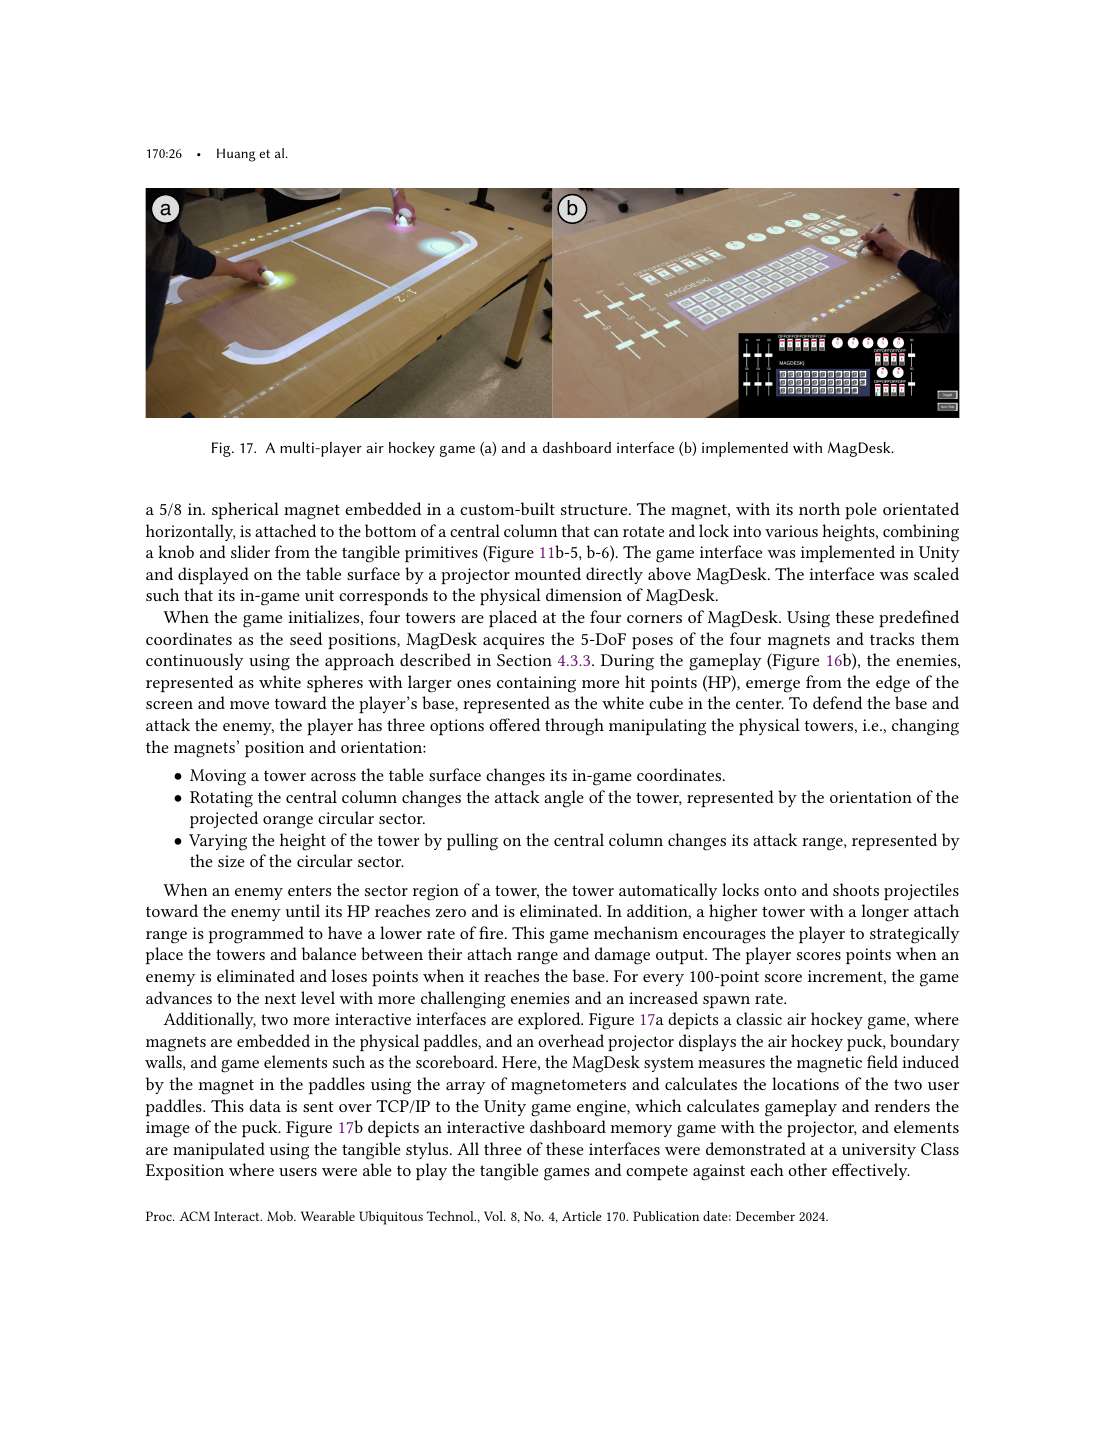 170:26 • Huang et al.
a
b
1:2
MAGDESK|
MAGDESK|
Fig. 17. A multi-player air hockey game (a) and a dashboard interface (b) implemented with MagDesk.
a 5/8 in. spherical magnet embedded in a custom-built structure. The magnet, with its north pole oriented
horizontally, is attached to the bottom of a central column that can rotate and lock into various heights, combining
a knob and slider from the tangible primitives (Figure 11b-5, b-6). The game interface was implemented in Unity
and displayed on the table surface by a projector mounted directly above MagDesk. The interface was scaled
such that its in-game unit corresponds to the physical dimension of MagDesk.
When the game initializes, four towers are placed at the four corners of MagDesk. Using these predefined
coordinates as the seed positions, MagDesk acquires the 5-DoF poses of the four magnets and tracks them
continuously using the approach described in Section 4.3.3. During the gameplay (Figure 16b), the enemies,
represented as white spheres with larger ones containing more hit points (HP), emerge from the edge of the
screen and move toward the player's base, represented as the white cube in the center. To defend the base and
attack the enemy, the player has three options offered through manipulating the physical towers, i.e., changing
the magnets' position and orientation:
• Moving a tower across the table surface changes its in-game coordinates.
• Rotating the central column changes the attack angle of the tower, represented by the orientation of the
projected orange circular sector.
• Varying the height of the tower by pulling on the central column changes its attack range, represented by
the size of the circular sector.
When an enemy enters the sector region of a tower, the tower automatically locks onto and shoots projectiles
toward the enemy until its HP reaches zero and is eliminated. In addition, a higher tower with a longer attach
range is programmed to have a lower rate of fire. This game mechanism encourages the player to strategically
place the towers and balance between their attach range and damage output. The player scores points when an
enemy is eliminated and loses points when it reaches the base. For every 100-point score increment, the game
advances to the next level with more challenging enemies and an increased spawn rate.
Additionally, two more interactive interfaces are explored. Figure 17a depicts a classic air hockey game, where
magnets are embedded in the physical paddles, and an overhead projector displays the air hockey puck, boundary
walls, and game elements such as the scoreboard. Here, the MagDesk system measures the magnetic field induced
by the magnet in the paddles using the array of magnetometers and calculates the locations of the two user
paddles. This data is sent over TCP/IP to the Unity game engine, which calculates gameplay and renders the
image of the puck. Figure 17b depicts an interactive dashboard memory game with the projector, and elements
are manipulated using the tangible stylus. All three of these interfaces were demonstrated at a university Class
Exposition where users were able to play the tangible games and compete against each other effectively.
Proc. ACM Interact. Mob. Wearable Ubiquitous Technol., Vol. 8, No. 4, Article 170. Publication date: December 2024.